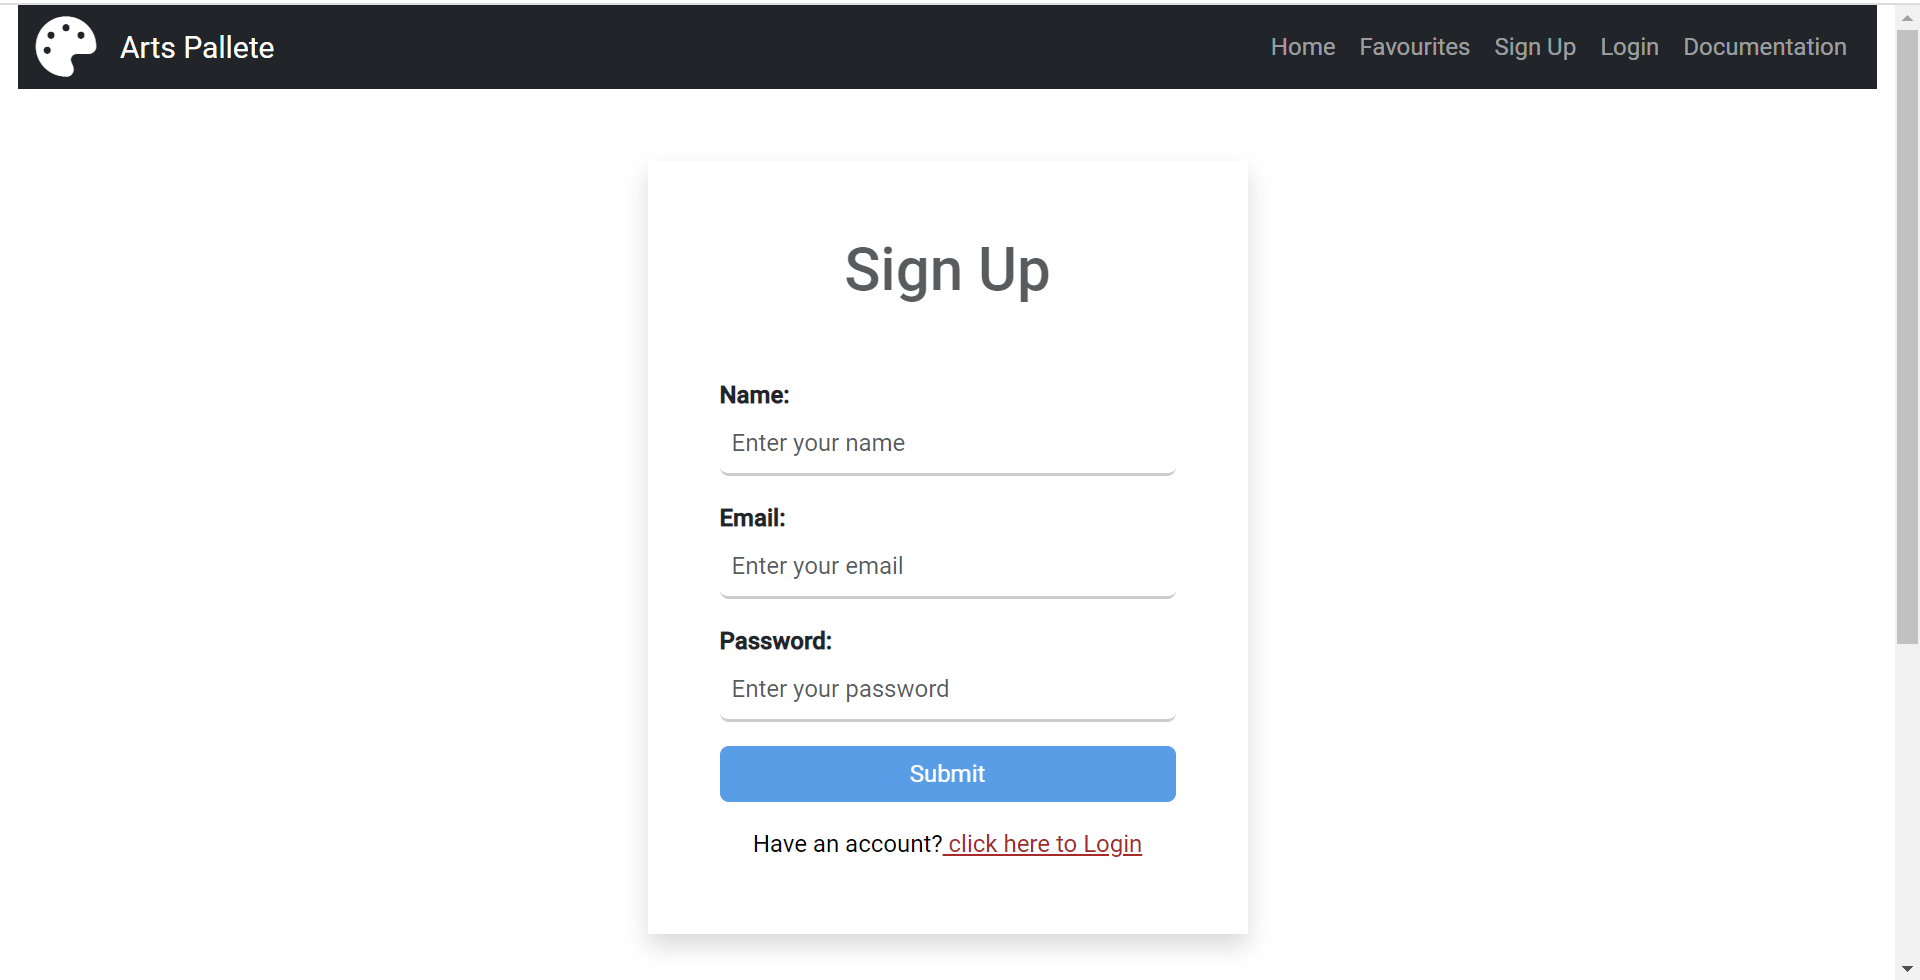 Arts Pallete Home Favourites Sign Up Login Documentation
Sign Up
Name:
Enter your name
Email:
Enter your email
Password:
Enter your password
Submit
Have an account? click here to Login